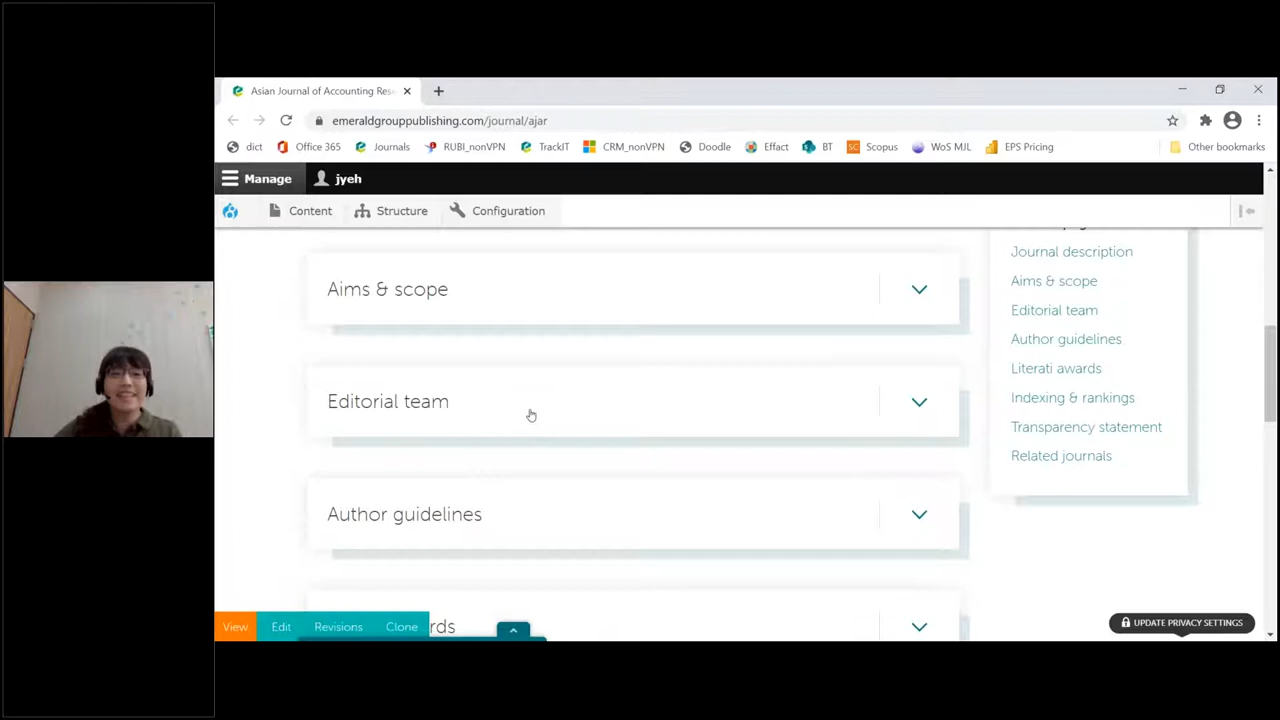 Asian Journal of Accounting Res
emeraldgrouppublishing.com/journal/ajar
dict Office 365 Journals RUBI_nonVPN TrackIT CRM_nonVPN Doodle Effact BT Scopus WoS MJL EPS Pricing Other bookmarks
Manage jyeh
Content Structure Configuration
Journal description
Aims & scope
Aims & scope
Editorial team
Author guidelines
Literati awards
Editorial team
Indexing & rankings
Transparency statement
Related journals
Author guidelines
View Edit Revisions Clone rds
UPDATE PRIVACY SETTINGS